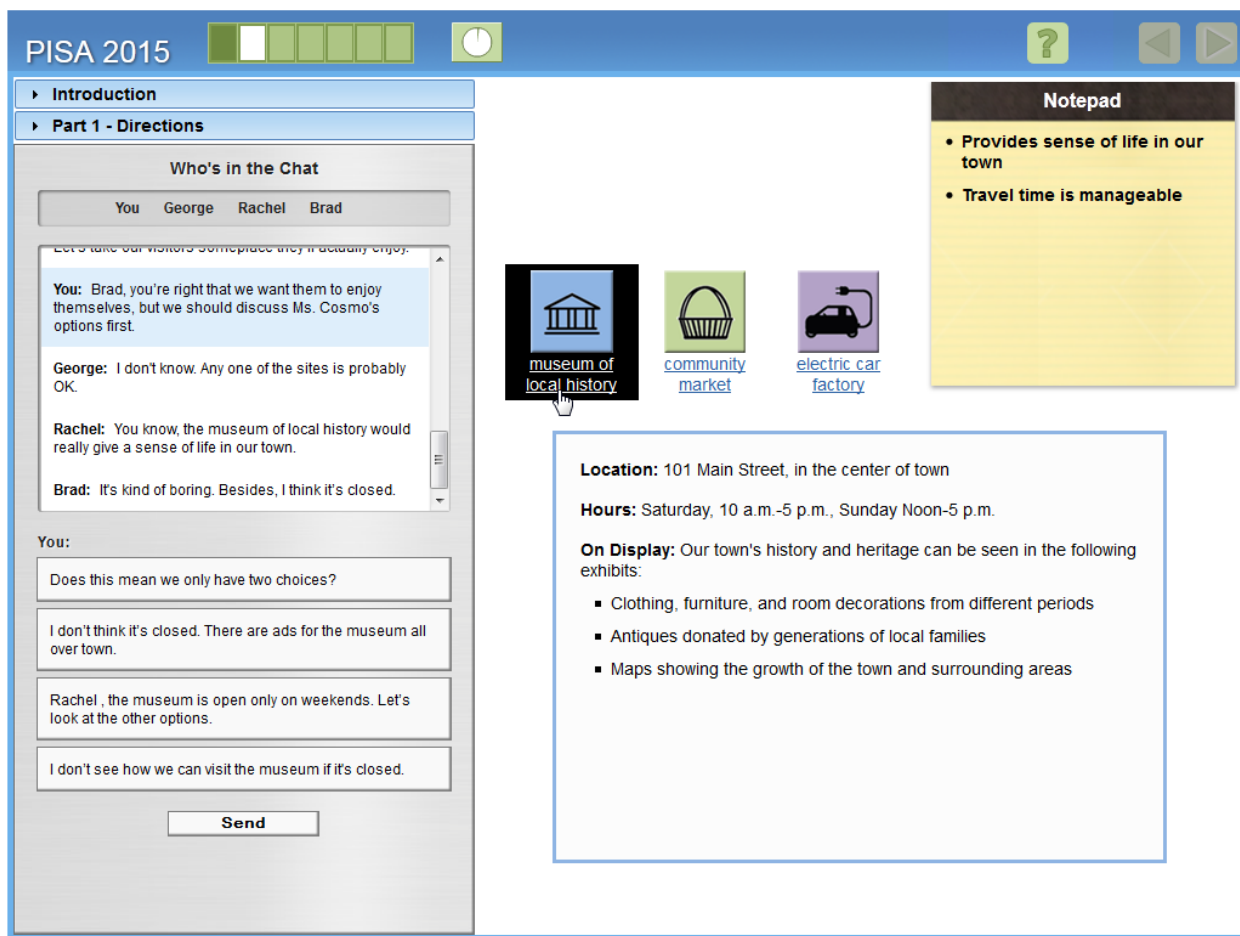 PISA 2015
?
Introduction
Part 1 - Directions
Who's in the Chat
You George Rachel Brad
Let's take our visitors someplace they'll actually enjoy.
You: Brad, you're right that we want them to enjoy
themselves, but we should discuss Ms. Cosmo's
options first.
George: I don't know. Any one of the sites is probably
OK.
Rachel: You know, the museum of local history would
really give a sense of life in our town.
Brad: It's kind of boring. Besides, I think it's closed.
You:
Does this mean we only have two choices?
I don't think it's closed. There are ads for the museum all
over town.
Rachel , the museum is open only on weekends. Let's
look at the other options.
I don't see how we can visit the museum if it's closed.
Send
museum of
local history
community
market
electric car
factory
Notepad
• Provides sense of life in our
town
• Travel time is manageable
Location: 101 Main Street, in the center of town
Hours: Saturday, 10 a.m.-5 p.m., Sunday Noon-5 p.m.
On Display: Our town's history and heritage can be seen in the following
exhibits:
▪ Clothing, furniture, and room decorations from different periods
▪ Antiques donated by generations of local families
▪ Maps showing the growth of the town and surrounding areas